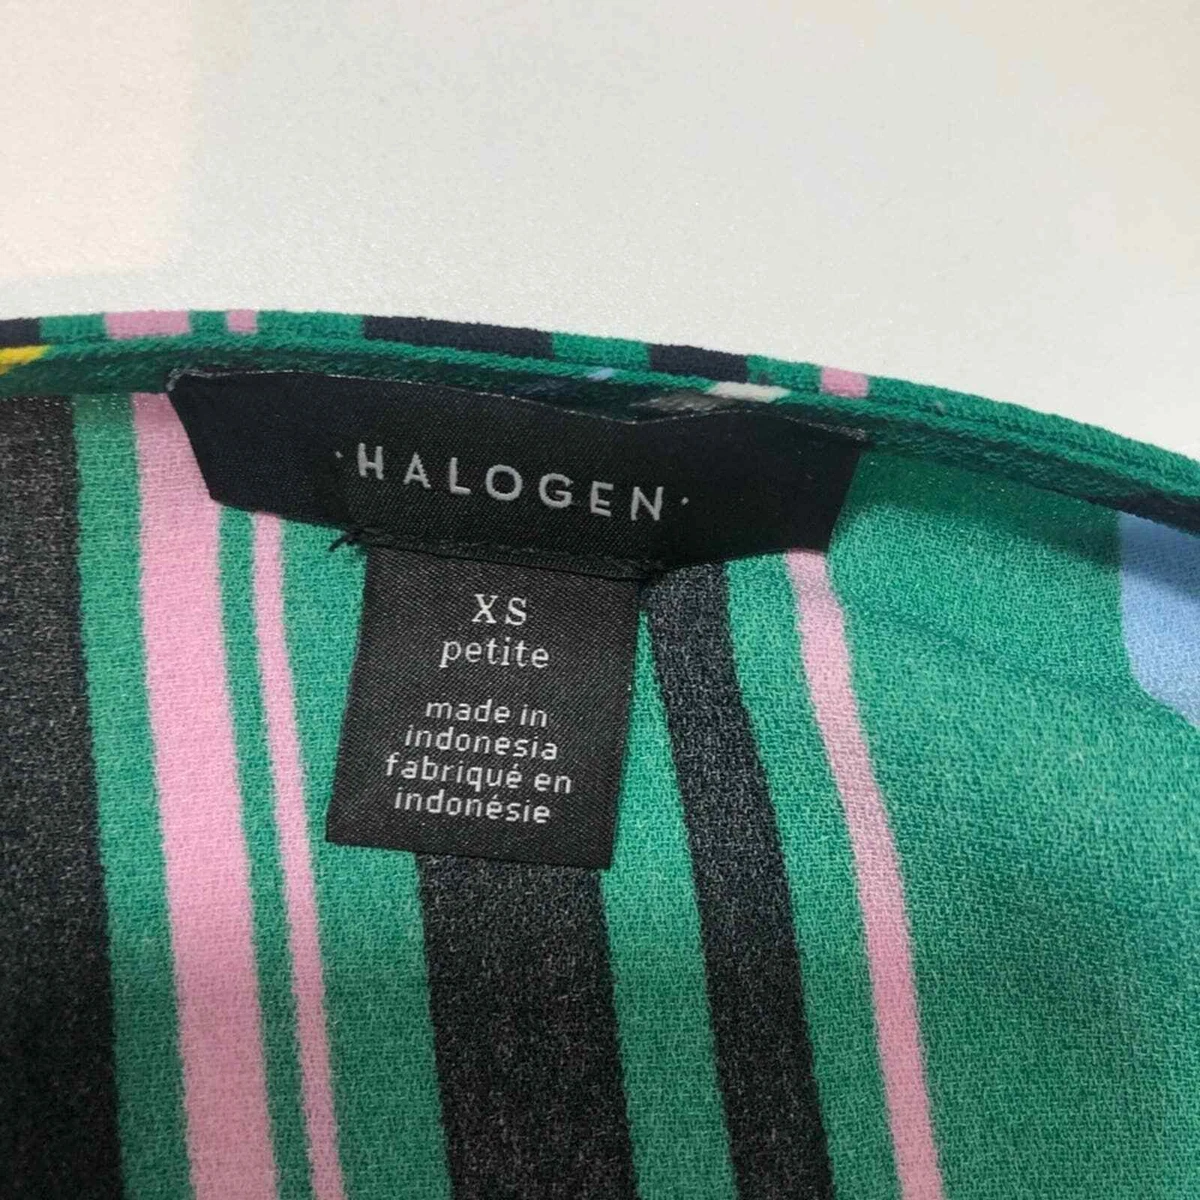 ·HALOGEN·
XS
petite
made in
indonesia
fabriqué en
indonésie